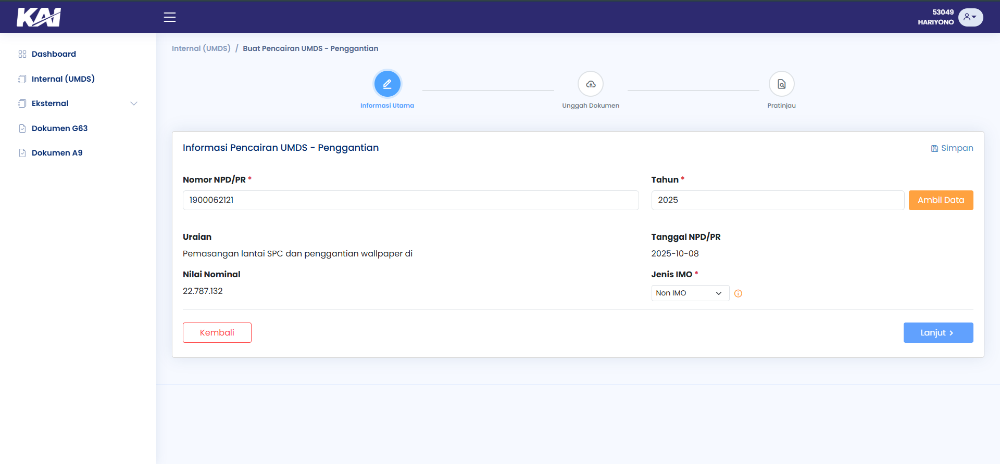 KAI
53049
HARIYONO
Dashboard
Internal (UMDS)
Eksternal
Dokumen G63
Dokumen A9
Internal (UMDS) / Buat Pencairan UMDS - Penggantian
Informasi Utama
Unggah Dokumen
Pratinjau
Informasi Pencairan UMDS - Penggantian
Simpan
Nomor NPD/PR *
Tahun *
1900062121
2025
Ambil Data
Uraian
Tanggal NPD/PR
Pemasangan lantai SPC dan penggantian wallpaper di
2025-10-08
Nilai Nominal
Jenis IMO *
22.787.132
Non IMO
Kembali
Lanjut